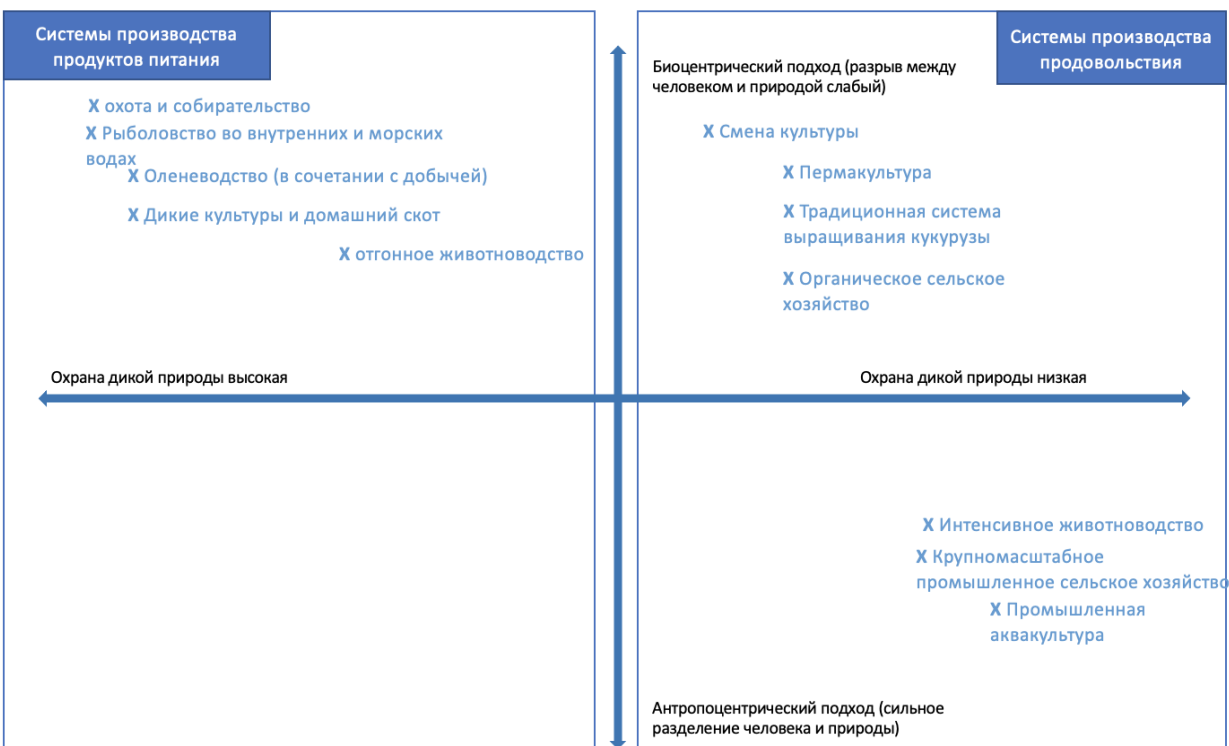 Системы производства
продуктов питания
X охота и собирательство
X Рыболовство во внутренних и морских
водах
X Оленеводство (в сочетании с добычей)
X Дикие культуры и домашний скот
X отгонное животноводство
Охрана дикой природы высокая
Системы производства
продовольствия
Биоцентрический подход (разрыв между
человеком и природой слабый)
X Смена культуры
X Пермакультура
X Традиционная система
выращивания кукурузы
X Органическое сельское
хозяйство
Охрана дикой природы низкая
X Интенсивное животноводство
X Крупномасштабное
промышленное сельское хозяйство
X Промышленная
аквакультура
Антропоцентрический подход (сильное
разделение человека и природы)